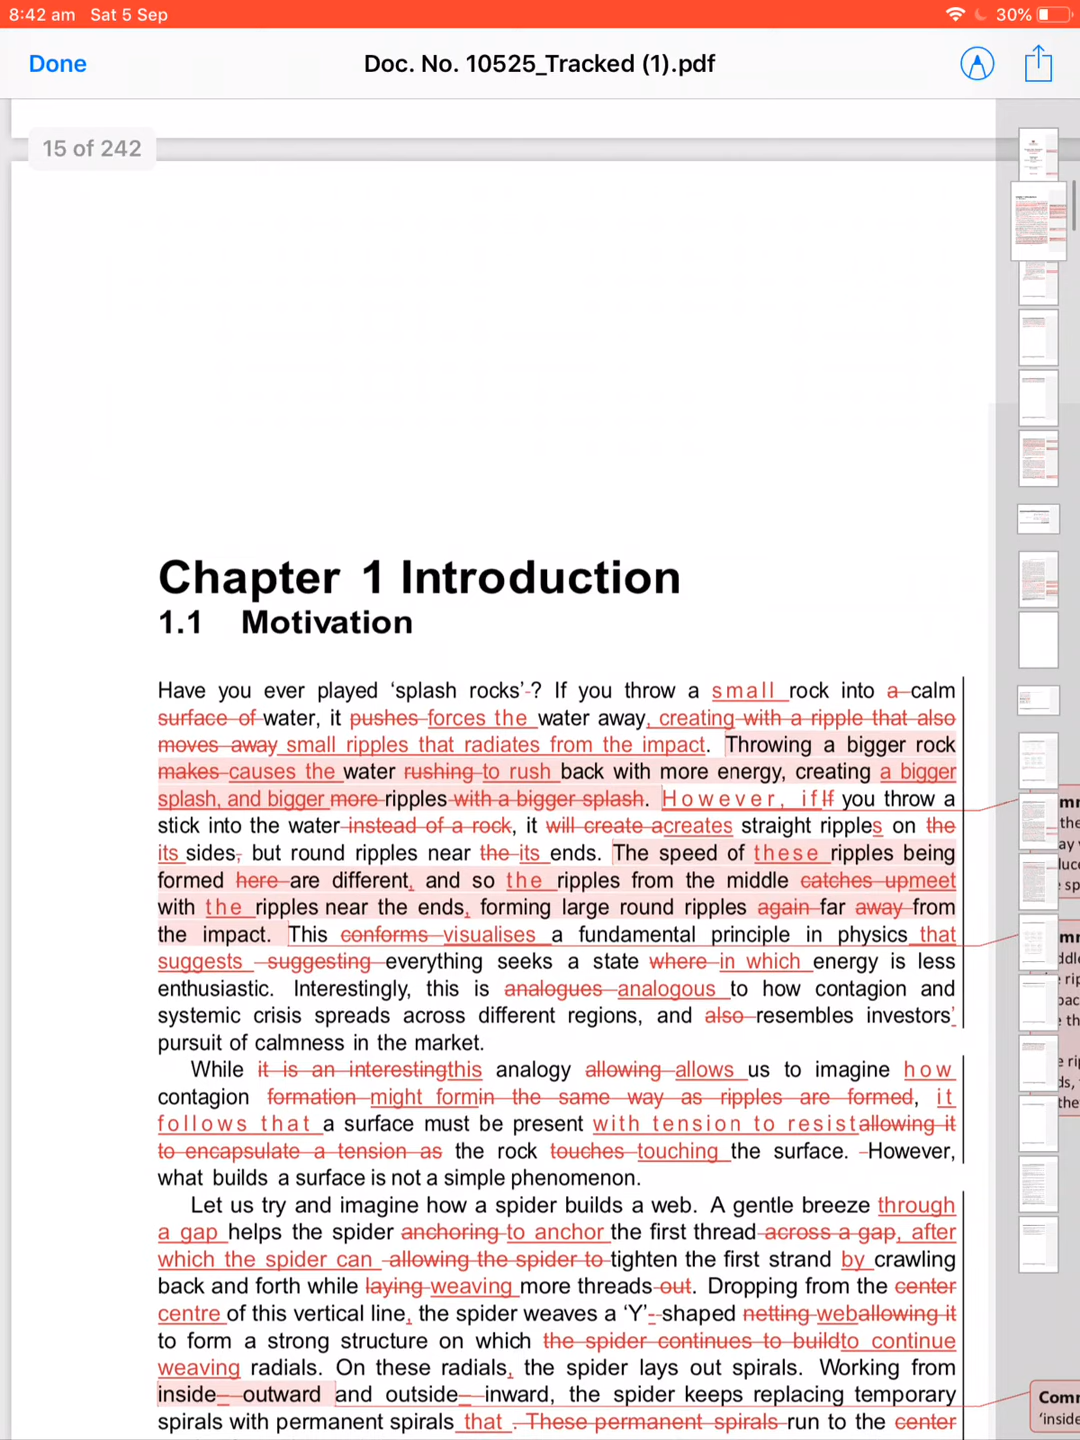 8:42 am Sat 5 Sep 30%
Done Doc. No. 10525_Tracked (1).pdf
15 of 242
Chapter 1 Introduction
1.1 Motivation
Have you ever played ‘splash rocks’-? If you throw a small rock into a calm
surface of water, it pushes forces the water away, creating with a ripple that also
moves away small ripples that radiates from the impact. Throwing a bigger rock
makes causes the water rushing to rush back with more energy, creating a bigger
splash, and bigger more ripples with a bigger splash. However, ifIf you throw a
stick into the water instead of a rock, it will create acreates straight ripples on the
its sides, but round ripples near the its ends. The speed of these ripples being
formed here are different, and so the ripples from the middle catches upmeet
with the ripples near the ends, forming large round ripples again far away from
the impact. This conforms visualises a fundamental principle in physics that
suggests suggesting everything seeks a state where in which energy is less
enthusiastic. Interestingly, this is analogues analogous to how contagion and
systemic crisis spreads across different regions, and also resembles investors’
pursuit of calmness in the market.
While it is an interestingthis analogy allowing allows us to imagine how
contagion formation might formin the same way as ripples are formed, it
follows that a surface must be present with tension to resistallowing it
to encapsulate a tension as the rock touches touching the surface. However,
what builds a surface is not a simple phenomenon.
Let us try and imagine how a spider builds a web. A gentle breeze through
a gap helps the spider anchoring to anchor the first thread across a gap, after
which the spider can allowing the spider to tighten the first strand by crawling
back and forth while laying weaving more threads out. Dropping from the center
centre of this vertical line, the spider weaves a ‘Y’- shaped netting weballowing it
to form a strong structure on which the spider continues to buildto continue
weaving radials. On these radials, the spider lays out spirals. Working from
inside– outward and outside– inward, the spider keeps replacing temporary
spirals with permanent spirals that . These permanent spirals run to the center
Comm
‘inside